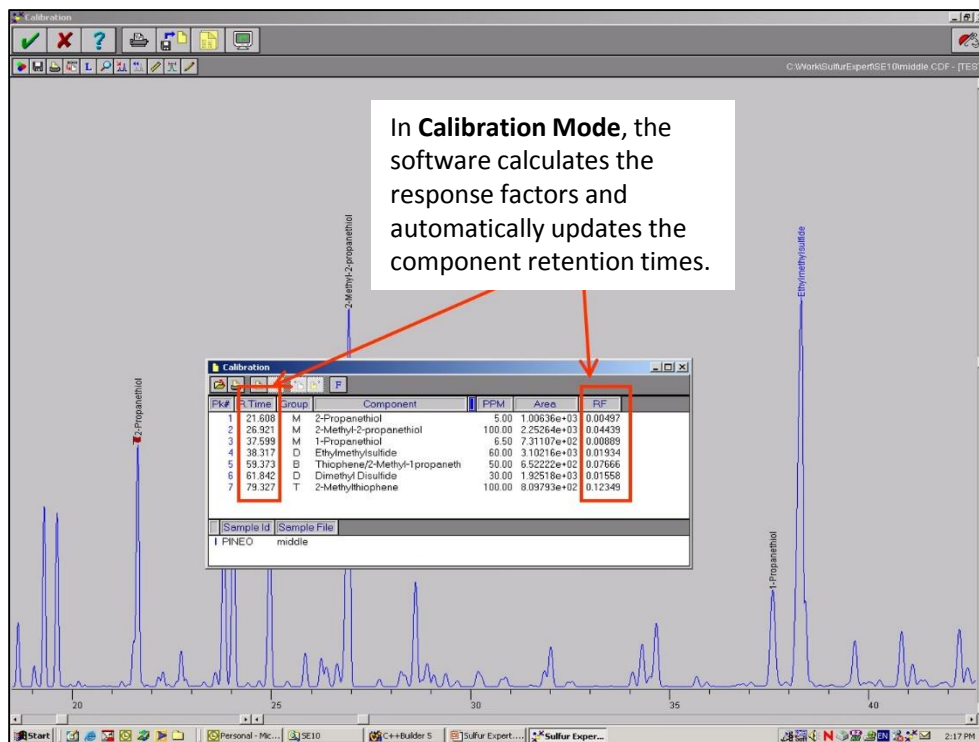 Calibration
L
C:\Work\SulfurExpert\SE10\middle.CDF - [TES
In Calibration Mode, the
software calculates the
response factors and
automatically updates the
component retention times.
2-Propanethiol
2-Methyl-2-propanethiol
1-Propanethiol
Ethylmethylsulfide
Calibration
F
Pk# R.Time Group Component PPM Area RF
1 21.608 M 2-Propanethiol 5.00 1.00636e+03 0.00497
2 26.921 M 2-Methyl-2-propanethiol 100.00 2.25264e+03 0.04439
3 37.599 M 1-Propanethiol 6.50 7.31107e+02 0.00889
4 38.317 D Ethylmethylsulfide 60.00 3.10216e+03 0.01934
5 59.373 B Thiophene/2-Methyl-1propaneth 50.00 6.52222e+02 0.07666
6 61.842 D Dimethyl Disulfide 30.00 1.92518e+03 0.01558
7 79.327 T 2-Methylthiophene 100.00 8.09793e+02 0.12349
Sample Id Sample File
1 PINEO middle
20 25 30 35 40
Start Personal - Mic... SE10 C++Builder 5 Sulfur Expert.... Sulfur Exper... EN 2:17 PM